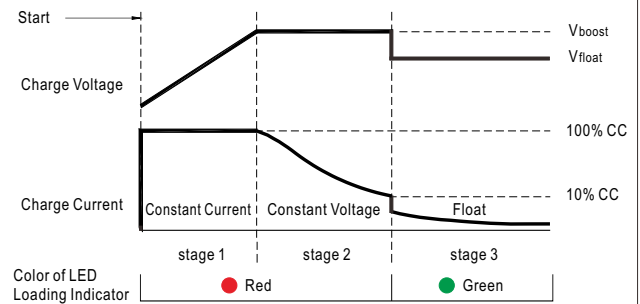 Start
Vboost
Vfloat
Charge Voltage
100% CC
10% CC
Charge Current
Constant Current
Constant Voltage
Float
stage 1
stage 2
stage 3
Color of LED
Loading Indicator
Red
Green